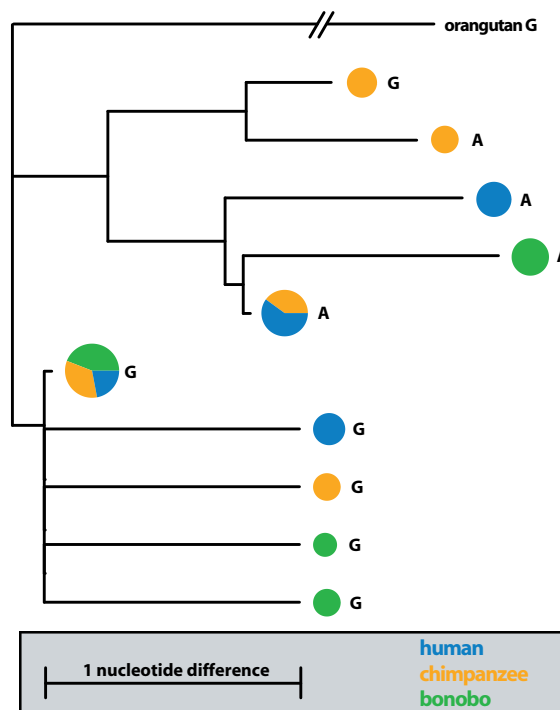 orangutan G
G
A
A
A
A
G
G
G
G
G
1 nucleotide difference
human
chimpanzee
bonobo